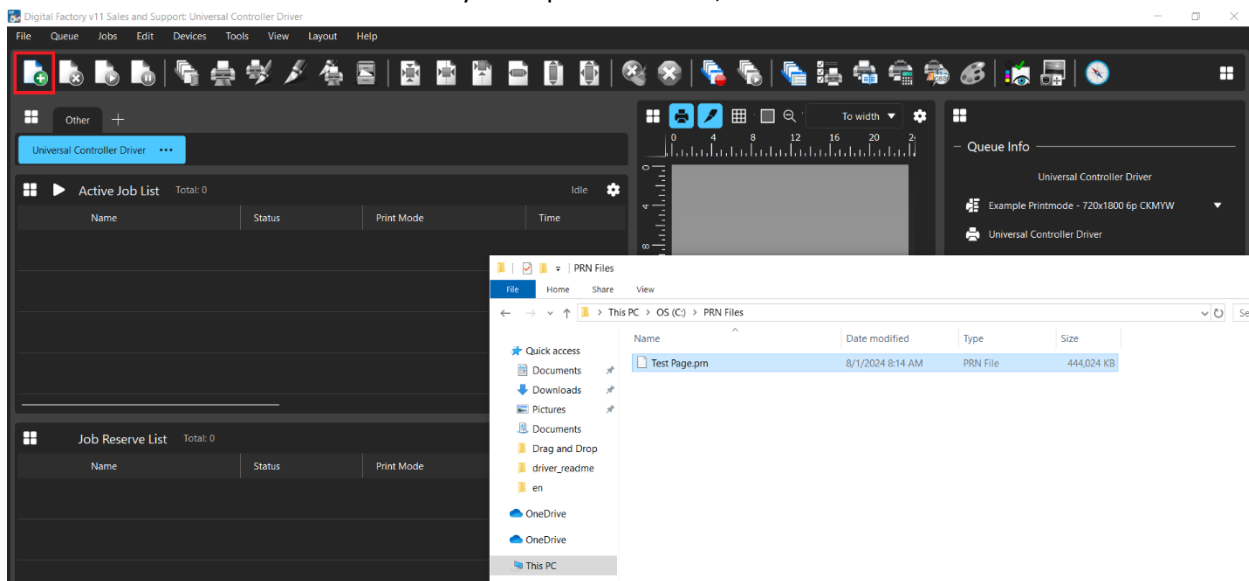 Digital Factory v11 Sales and Support: Universal Controller Driver
File Queue Jobs Edit Devices Tools View Layout Help
Other
To width
Universal Controller Driver
0 4 8 12 16 20
Queue Info
Universal Controller Driver
Active Job List Total: 0 Idle
Name Status Print Mode Time
0
4
8
Example Printmode - 720x1800 6p CKMYW
Universal Controller Driver
PRN Files
File Home Share View
This PC > OS (C:) > PRN Files
Name Date modified Type Size
Quick access
Test Page.prn 8/1/2024 8:14 AM PRN File 444,024 KB
Documents
Downloads
Pictures
Documents
Drag and Drop
driver_readme
en
OneDrive
OneDrive
This PC
Job Reserve List Total: 0
Name Status Print Mode